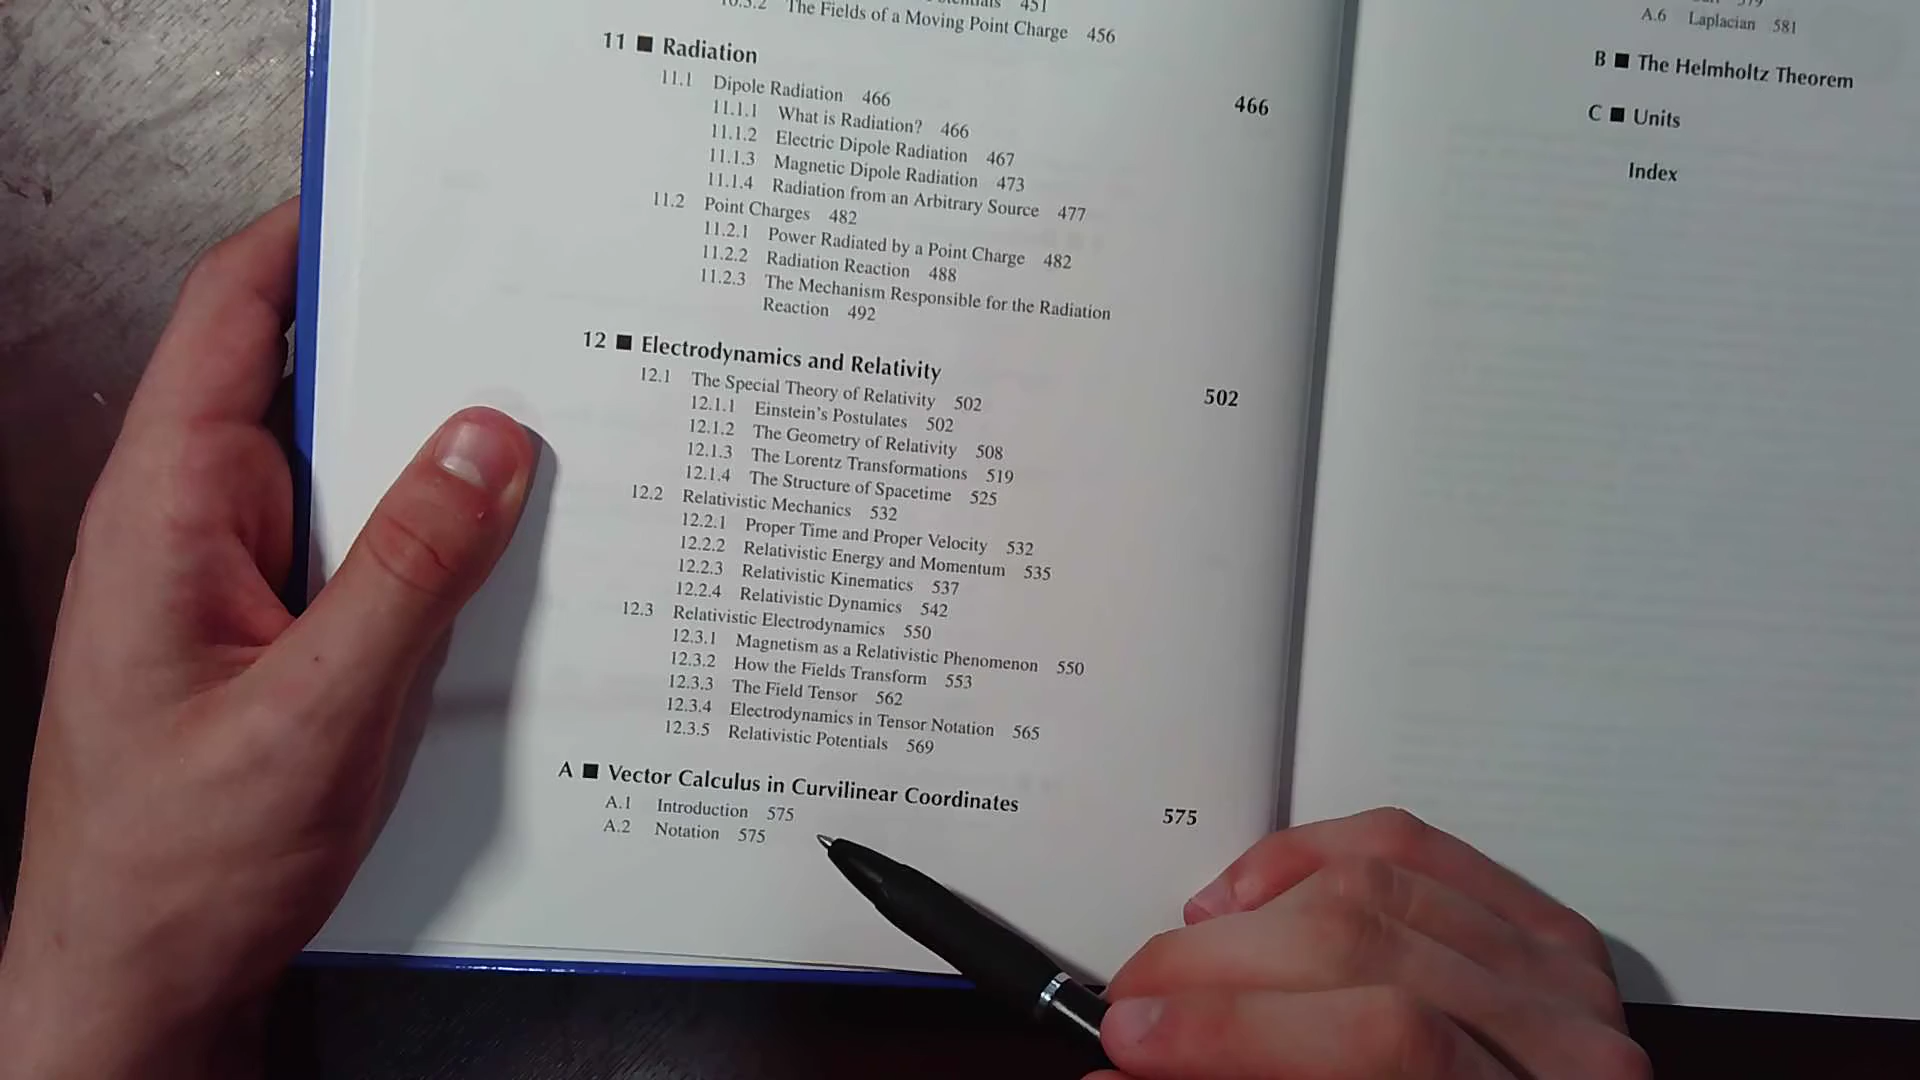 451
10.3.2 The Fields of a Moving Point Charge 456
11 ■ Radiation 466
11.1 Dipole Radiation 466
11.1.1 What is Radiation? 466
11.1.2 Electric Dipole Radiation 467
11.1.3 Magnetic Dipole Radiation 473
11.1.4 Radiation from an Arbitrary Source 477
11.2 Point Charges 482
11.2.1 Power Radiated by a Point Charge 482
11.2.2 Radiation Reaction 488
11.2.3 The Mechanism Responsible for the Radiation
Reaction 492
12 ■ Electrodynamics and Relativity 502
12.1 The Special Theory of Relativity 502
12.1.1 Einstein's Postulates 502
12.1.2 The Geometry of Relativity 508
12.1.3 The Lorentz Transformations 519
12.1.4 The Structure of Spacetime 525
12.2 Relativistic Mechanics 532
12.2.1 Proper Time and Proper Velocity 532
12.2.2 Relativistic Energy and Momentum 535
12.2.3 Relativistic Kinematics 537
12.2.4 Relativistic Dynamics 542
12.3 Relativistic Electrodynamics 550
12.3.1 Magnetism as a Relativistic Phenomenon 550
12.3.2 How the Fields Transform 553
12.3.3 The Field Tensor 562
12.3.4 Electrodynamics in Tensor Notation 565
12.3.5 Relativistic Potentials 569
A ■ Vector Calculus in Curvilinear Coordinates 575
A.1 Introduction 575
A.2 Notation 575
A.6 Laplacian 581
B ■ The Helmholtz Theorem
C ■ Units
Index